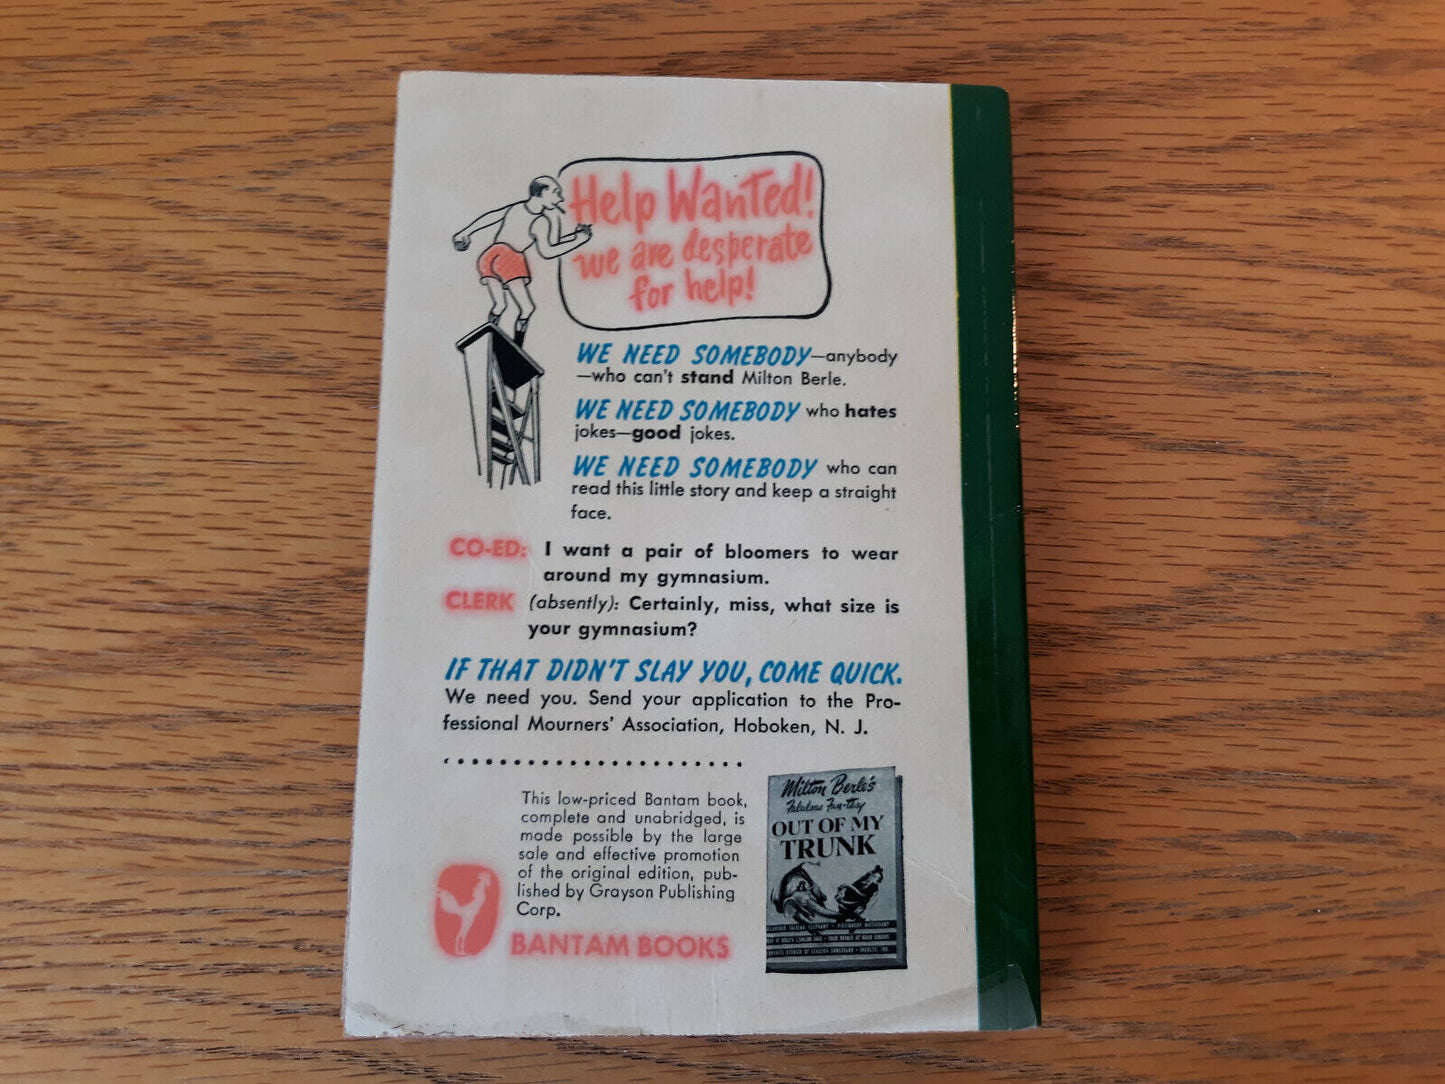 Help Wanted!
we are desperate
for help!
WE NEED SOMEBODY—anybody
—who can't stand Milton Berle.
WE NEED SOMEBODY who hates
jokes—good jokes.
WE NEED SOMEBODY who can
read this little story and keep a straight
face.
CO-ED: I want a pair of bloomers to wear
around my gymnasium.
CLERK (absently): Certainly, miss, what size is
your gymnasium?
IF THAT DIDN'T SLAY YOU, COME QUICK.
We need you. Send your application to the Pro-
fessional Mourners' Association, Hoboken, N. J.
This low-priced Bantam book,
complete and unabridged, is
made possible by the large
sale and effective promotion
of the original edition, pub-
lished by Grayson Publishing
Corp.
BANTAM BOOKS
Milton Berle's
Fabulous Fun-tasy
OUT OF MY
TRUNK